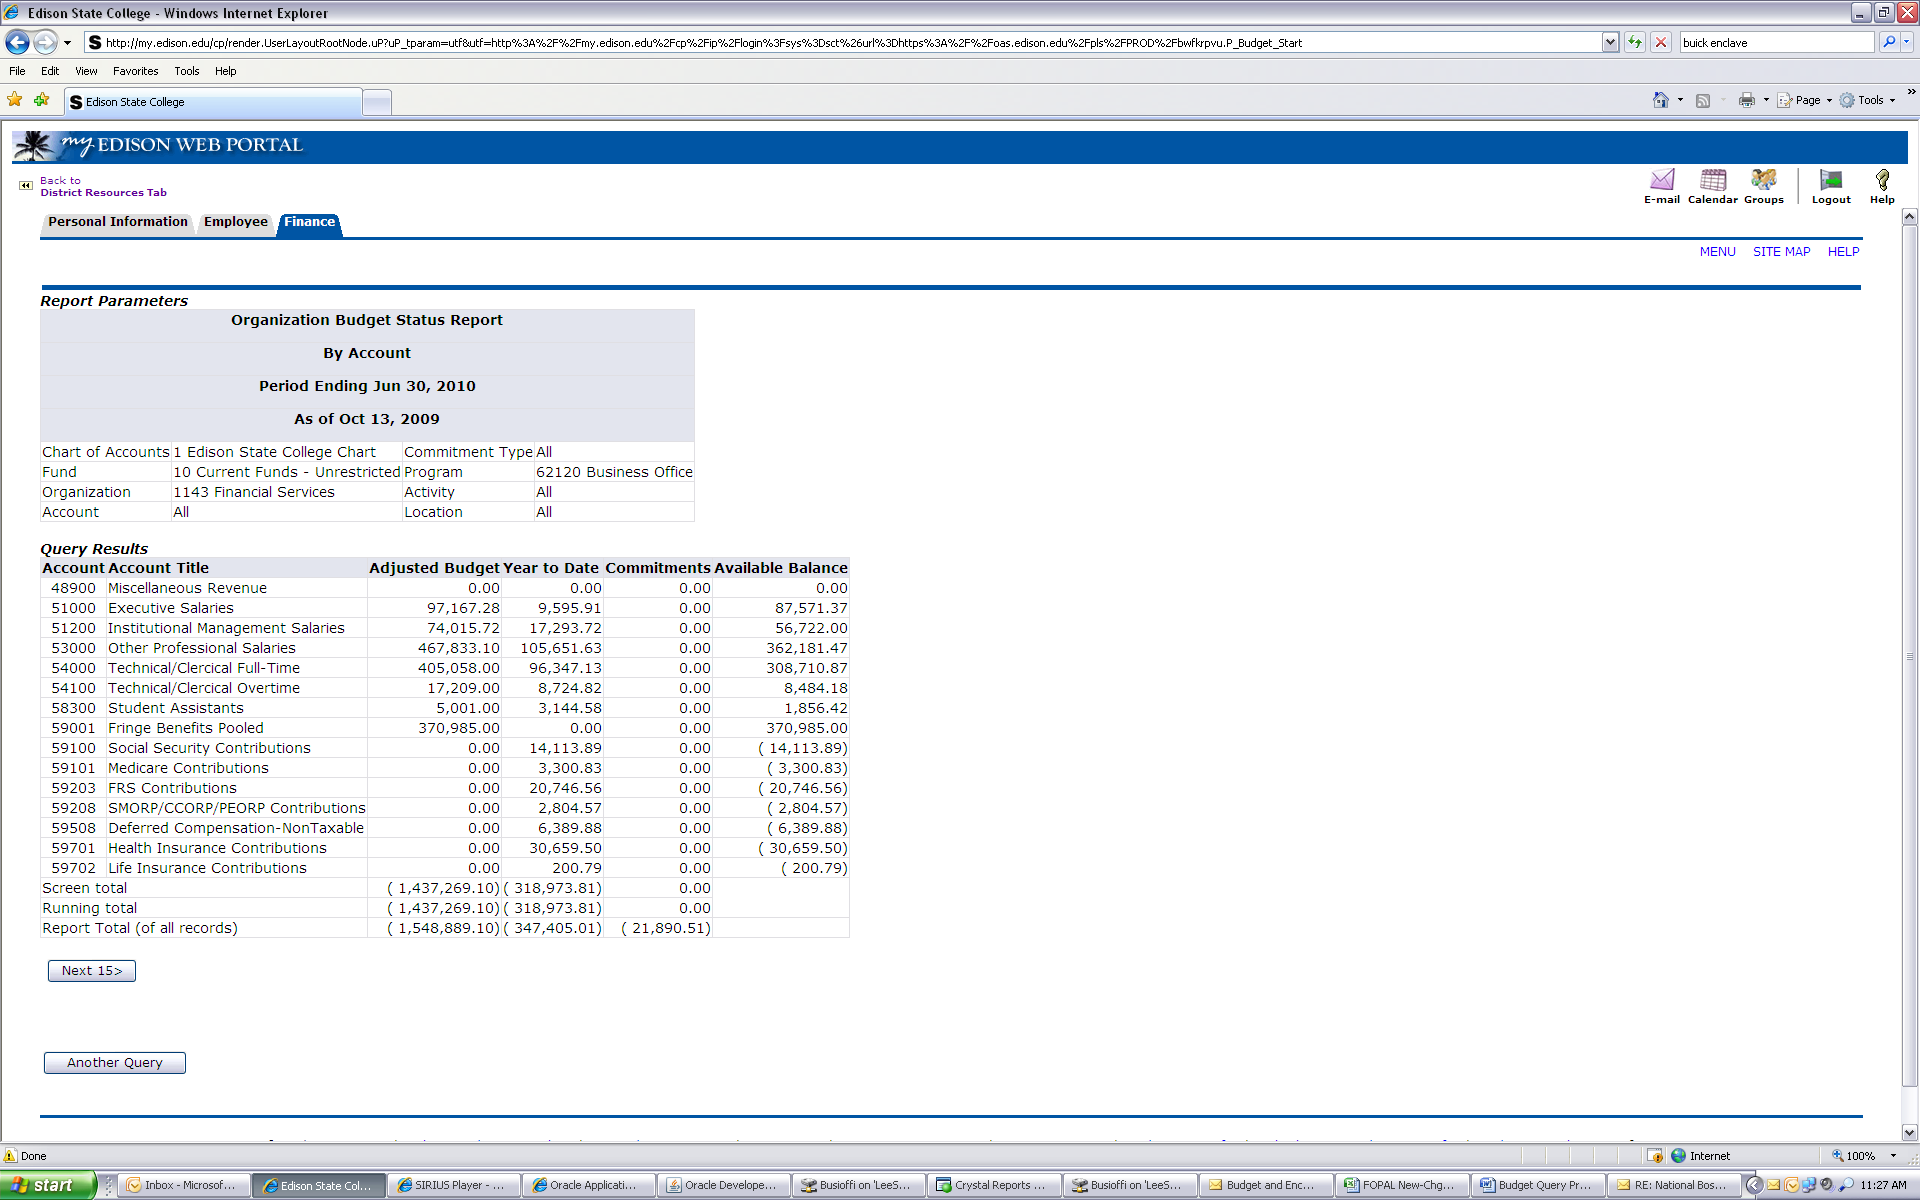 Edison State College - Windows Internet Explorer
http://my.edison.edu/cp/render.UserLayoutRootNode.uP?uP_tparam=utf&utf=http%3A%2F%2Fmy.edison.edu%2Fcp%2Fip%2Flogin%3Fsys%3Dsct%26url%3Dhttps%3A%2F%2Foas.edison.edu%2Fpls%2FPROD%2Fbwfkrpvu.P_Budget_Start buick enclave
File Edit View Favorites Tools Help
Edison State College Page Tools
my EDISON WEB PORTAL
Back to
District Resources Tab
E-mail Calendar Groups Logout Help
Personal Information Employee Finance
MENU SITE MAP HELP
Report Parameters
Organization Budget Status Report
By Account
Period Ending Jun 30, 2010
As of Oct 13, 2009
Chart of Accounts 1 Edison State College Chart Commitment Type All
Fund 10 Current Funds - Unrestricted Program 62120 Business Office
Organization 1143 Financial Services Activity All
Account All Location All
Query Results
Account Account Title Adjusted Budget Year to Date Commitments Available Balance
48900 Miscellaneous Revenue 0.00 0.00 0.00 0.00
51000 Executive Salaries 97,167.28 9,595.91 0.00 87,571.37
51200 Institutional Management Salaries 74,015.72 17,293.72 0.00 56,722.00
53000 Other Professional Salaries 467,833.10 105,651.63 0.00 362,181.47
54000 Technical/Clercical Full-Time 405,058.00 96,347.13 0.00 308,710.87
54100 Technical/Clercical Overtime 17,209.00 8,724.82 0.00 8,484.18
58300 Student Assistants 5,001.00 3,144.58 0.00 1,856.42
59001 Fringe Benefits Pooled 370,985.00 0.00 0.00 370,985.00
59100 Social Security Contributions 0.00 14,113.89 0.00 ( 14,113.89)
59101 Medicare Contributions 0.00 3,300.83 0.00 ( 3,300.83)
59203 FRS Contributions 0.00 20,746.56 0.00 ( 20,746.56)
59208 SMORP/CCORP/PEORP Contributions 0.00 2,804.57 0.00 ( 2,804.57)
59508 Deferred Compensation-NonTaxable 0.00 6,389.88 0.00 ( 6,389.88)
59701 Health Insurance Contributions 0.00 30,659.50 0.00 ( 30,659.50)
59702 Life Insurance Contributions 0.00 200.79 0.00 ( 200.79)
Screen total ( 1,437,269.10) ( 318,973.81) 0.00
Running total ( 1,437,269.10) ( 318,973.81) 0.00
Report Total (of all records) ( 1,548,889.10) ( 347,405.01) ( 21,890.51)
Next 15>
Another Query
Done Internet 100%
start Inbox - Microsof... Edison State Col... SIRIUS Player - ... Oracle Applicati... Oracle Develope... Busioffi on 'LeeS... Crystal Reports ... Busioffi on 'LeeS... Budget and Enc... FOPAL New-Chg... Budget Query Pr... RE: National Bos... 11:27 AM